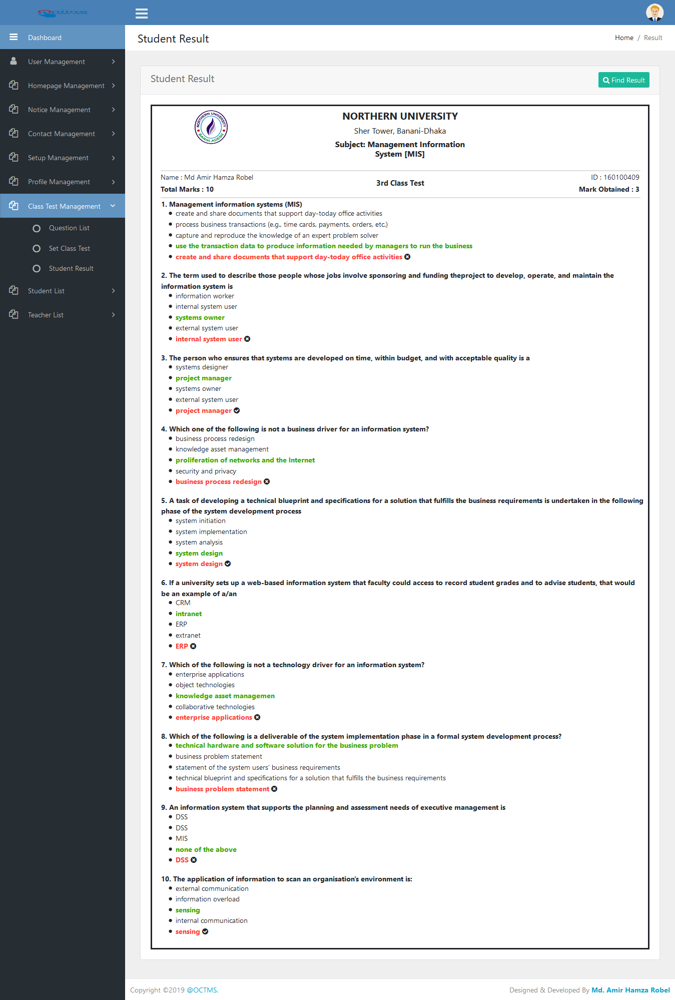 Online
Student Result
Home / Result
Dashboard
User Management
Homepage Management
Notice Management
Contact Management
Setup Management
Profile Management
Class Test Management
Question List
Set Class Test
Student Result
Student List
Teacher List
Student Result
Find Result
NORTHERN UNIVERSITY
BANGLADESH
NORTHERN UNIVERSITY
Sher Tower, Banani-Dhaka
Subject: Management Information
System [MIS]
Name : Md Amir Hamza Robel
ID : 160100409
3rd Class Test
Total Marks : 10
Mark Obtained : 3
1. Management information systems (MIS)
create and share documents that support day-today office activities
process business transactions (e.g., time cards, payments, orders, etc.)
capture and reproduce the knowledge of an expert problem solver
use the transaction data to produce information needed by managers to run the business
create and share documents that support day-today office activities
2. The term used to describe those people whose jobs involve sponsoring and funding theproject to develop, operate, and maintain the
information system is
information worker
internal system user
systems owner
external system user
internal system user
3. The person who ensures that systems are developed on time, within budget, and with acceptable quality is a
systems designer
project manager
systems owner
external system user
project manager
4. Which one of the following is not a business driver for an information system?
business process redesign
knowledge asset management
proliferation of networks and the Internet
security and privacy
business process redesign
5. A task of developing a technical blueprint and specifications for a solution that fulfills the business requirements is undertaken in the following
phase of the system development process
system initiation
system implementation
system analysis
system design
system design
6. If a university sets up a web-based information system that faculty could access to record student grades and to advise students, that would
be an example of a/an
CRM
intranet
ERP
extranet
ERP
7. Which of the following is not a technology driver for an information system?
enterprise applications
object technologies
knowledge asset managemen
collaborative technologies
enterprise applications
8. Which of the following is a deliverable of the system implementation phase in a formal system development process?
technical hardware and software solution for the business problem
business problem statement
statement of the system users' business requirements
technical blueprint and specifications for a solution that fulfills the business requirements
business problem statement
9. An information system that supports the planning and assessment needs of executive management is
DSS
DSS
MIS
none of the above
DSS
10. The application of information to scan an organisation's environment is:
external communication
information overload
sensing
internal communication
sensing
Copyright ©2019 @OCTMS.
Designed & Developed By Md. Amir Hamza Robel